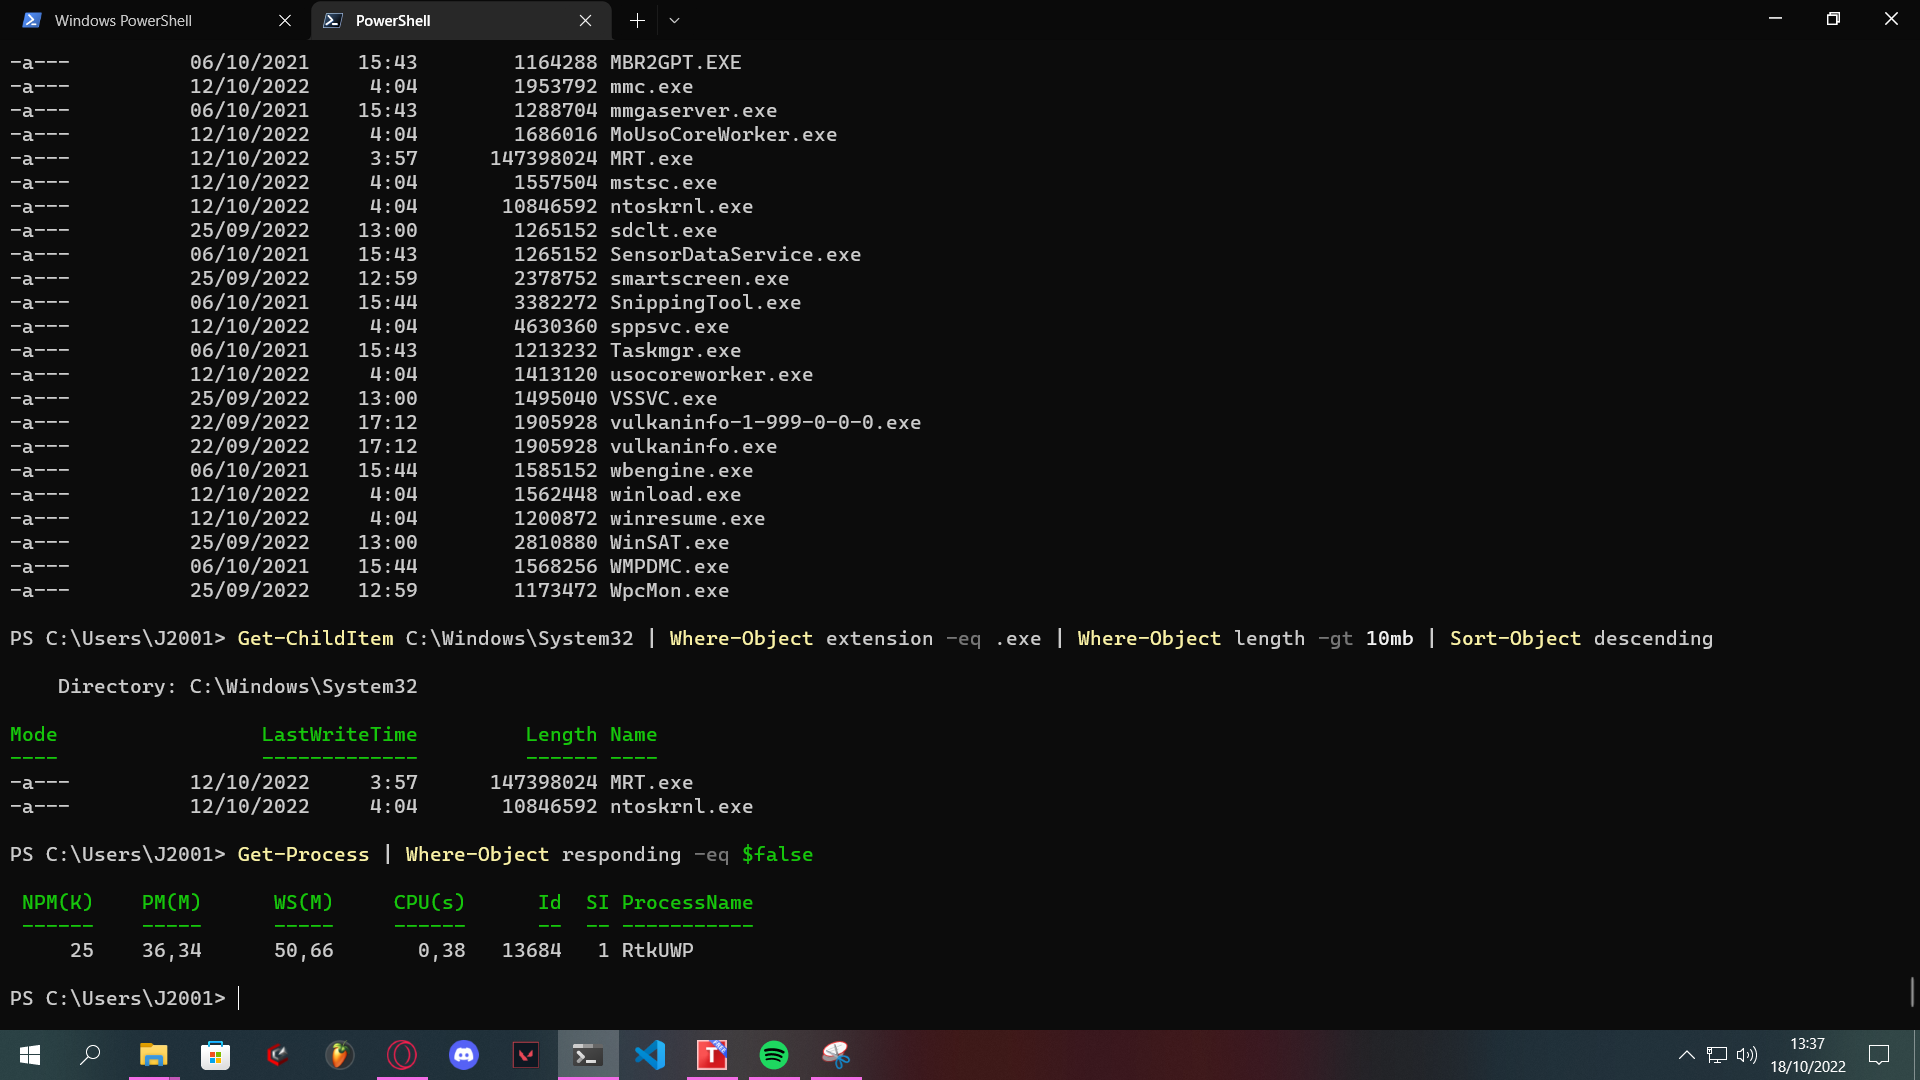 Windows PowerShell
PowerShell
-a--- 06/10/2021 15:43 1164288 MBR2GPT.EXE
-a--- 12/10/2022 4:04 1953792 mmc.exe
-a--- 06/10/2021 15:43 1288704 mmgaserver.exe
-a--- 12/10/2022 4:04 1686016 MoUsoCoreWorker.exe
-a--- 12/10/2022 3:57 147398024 MRT.exe
-a--- 12/10/2022 4:04 1557504 mstsc.exe
-a--- 12/10/2022 4:04 10846592 ntoskrnl.exe
-a--- 25/09/2022 13:00 1265152 sdclt.exe
-a--- 06/10/2021 15:43 1265152 SensorDataService.exe
-a--- 25/09/2022 12:59 2378752 smartscreen.exe
-a--- 06/10/2021 15:44 3382272 SnippingTool.exe
-a--- 12/10/2022 4:04 4630360 sppsvc.exe
-a--- 06/10/2021 15:43 1213232 Taskmgr.exe
-a--- 12/10/2022 4:04 1413120 usocoreworker.exe
-a--- 25/09/2022 13:00 1495040 VSSVC.exe
-a--- 22/09/2022 17:12 1905928 vulkaninfo-1-999-0-0-0.exe
-a--- 22/09/2022 17:12 1905928 vulkaninfo.exe
-a--- 06/10/2021 15:44 1585152 wbengine.exe
-a--- 12/10/2022 4:04 1562448 winload.exe
-a--- 12/10/2022 4:04 1200872 winresume.exe
-a--- 25/09/2022 13:00 2810880 WinSAT.exe
-a--- 06/10/2021 15:44 1568256 WMPDMC.exe
-a--- 25/09/2022 12:59 1173472 WpcMon.exe
PS C:\Users\J2001> Get-ChildItem C:\Windows\System32 | Where-Object extension -eq .exe | Where-Object length -gt 10mb | Sort-Object descending
Directory: C:\Windows\System32
Mode LastWriteTime Length Name
---- ------------- ------ ----
-a--- 12/10/2022 3:57 147398024 MRT.exe
-a--- 12/10/2022 4:04 10846592 ntoskrnl.exe
PS C:\Users\J2001> Get-Process | Where-Object responding -eq $false
NPM(K) PM(M) WS(M) CPU(s) Id SI ProcessName
------ ----- ----- ------ -- -- -----------
25 36,34 50,66 0,38 13684 1 RtkUWP
PS C:\Users\J2001>
13:37
18/10/2022